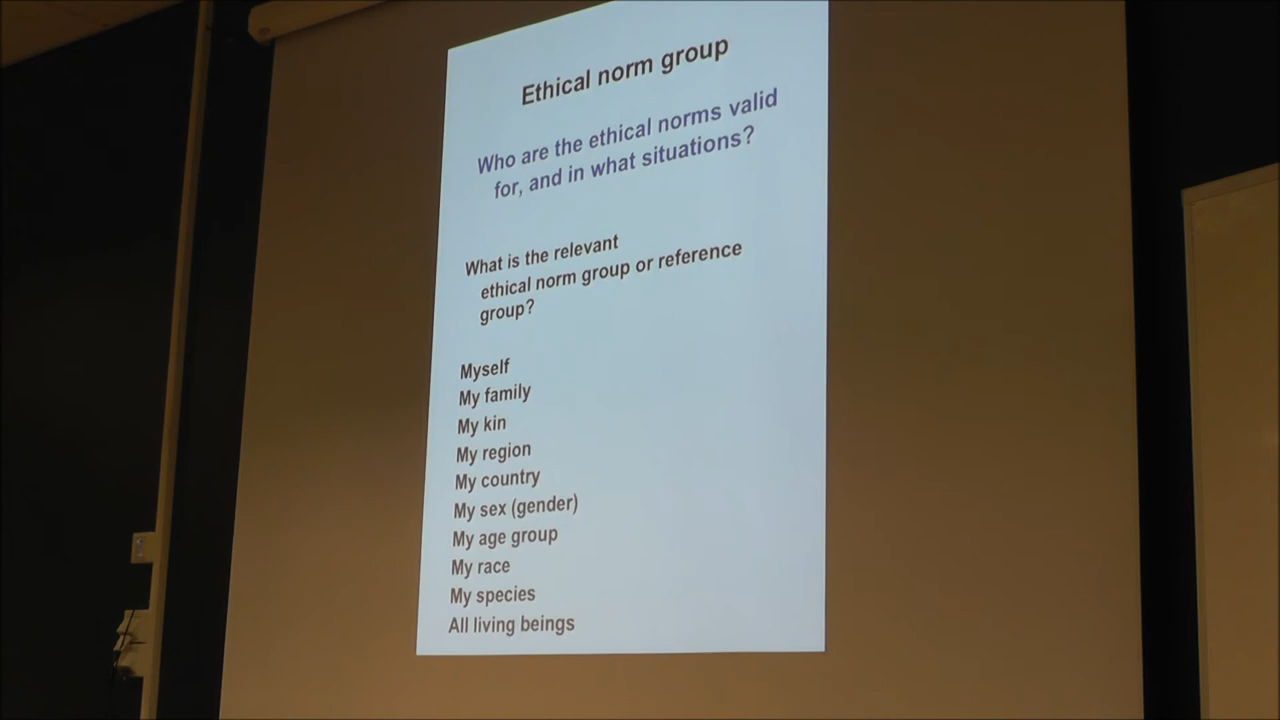 Ethical norm group
Who are the ethical norms valid
for, and in what situations?
What is the relevant
ethical norm group or reference
group?
Myself
My family
My kin
My region
My country
My sex (gender)
My age group
My race
My species
All living beings